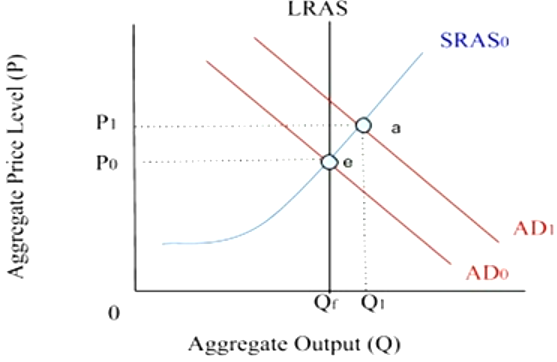 LRAS
SRAS0
Aggregate Price Level (P)
P1
a
P0
e
AD1
AD0
0
Qf
Q1
Aggregate Output (Q)